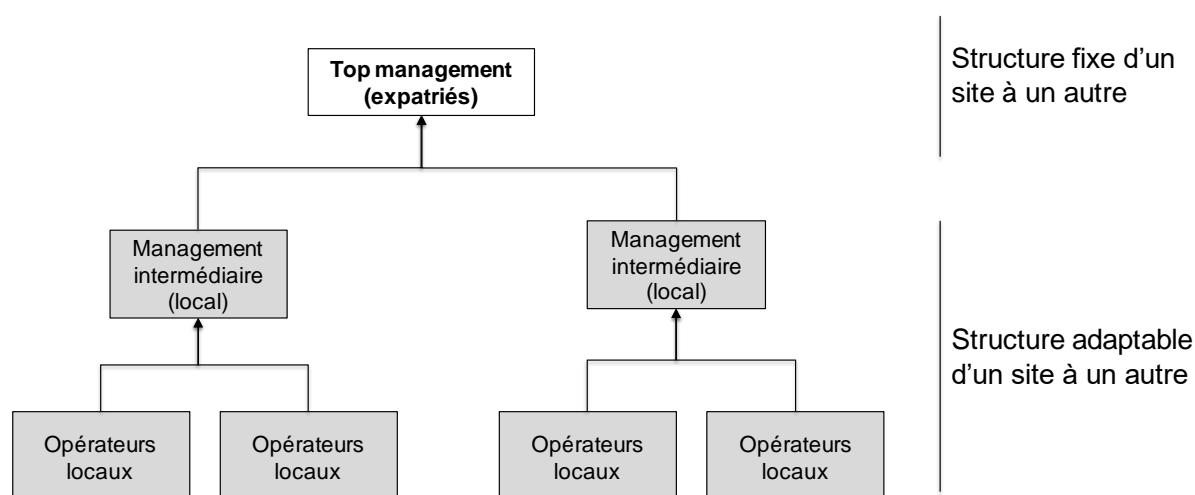 Top management
(expatriés)
Structure fixe d’un
site à un autre
Management
intermédiaire
(local)
Management
intermédiaire
(local)
Structure adaptable
d’un site à un autre
Opérateurs
locaux
Opérateurs
locaux
Opérateurs
locaux
Opérateurs
locaux